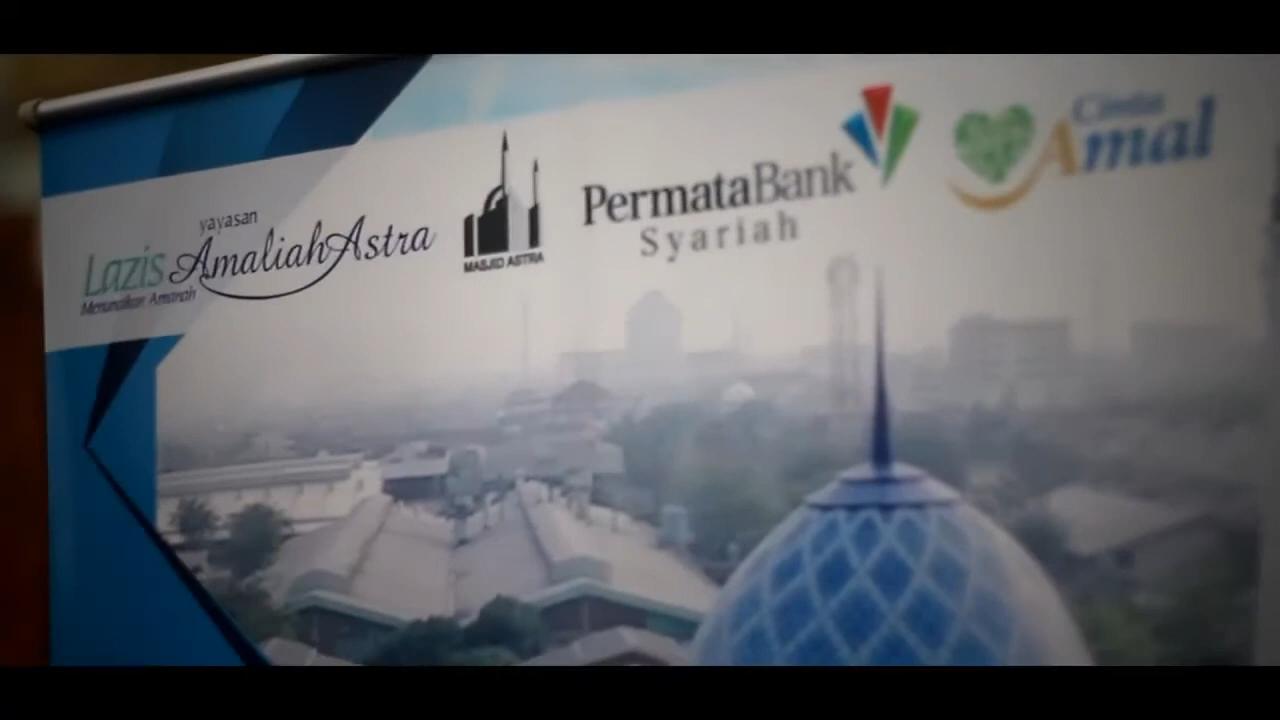 yayasan
Lazis AmaliahAstra
Menunaikan Amanah
MASJID ASTRA
PermataBank
Syariah
Cinta
Amal